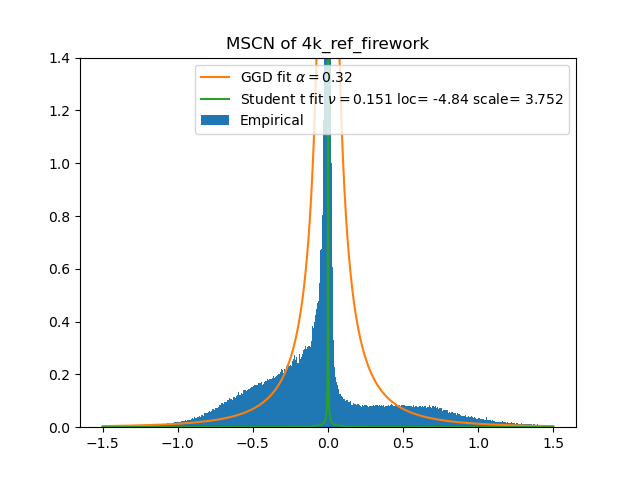 MSCN of 4k_ref_firework
GGD fit α = 0.32
Student t fit ν = 0.151 loc= -4.84 scale= 3.752
Empirical
1.4
1.2
1.0
0.8
0.6
0.4
0.2
0.0
−1.5 −1.0 −0.5 0.0 0.5 1.0 1.5